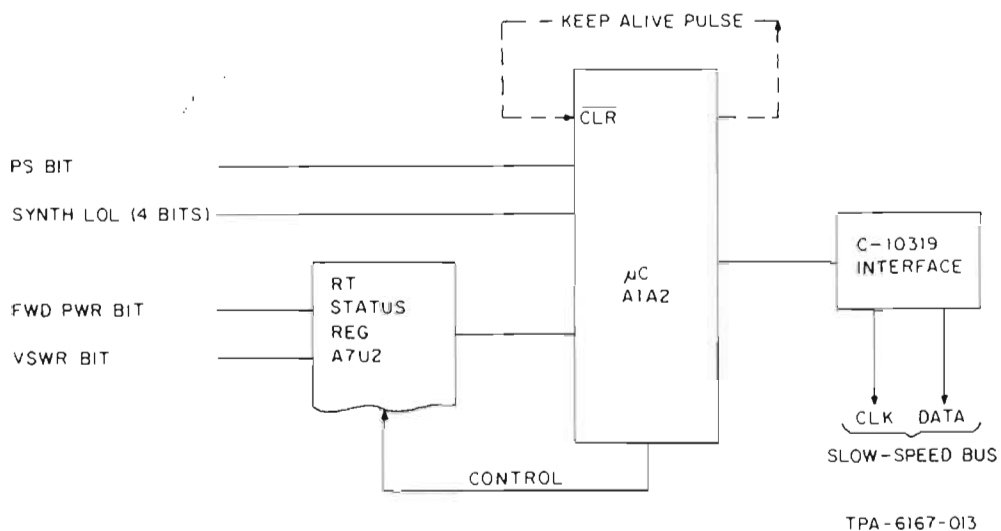 KEEP ALIVE PULSE
CLR
PS BIT
SYNTH LOL (4 BITS)
FWD PWR BIT
VSWR BIT
RT
STATUS
REG
A7U2
μC
A1A2
C-10319
INTERFACE
CONTROL
CLK DATA
SLOW-SPEED BUS
TPA-6167-013